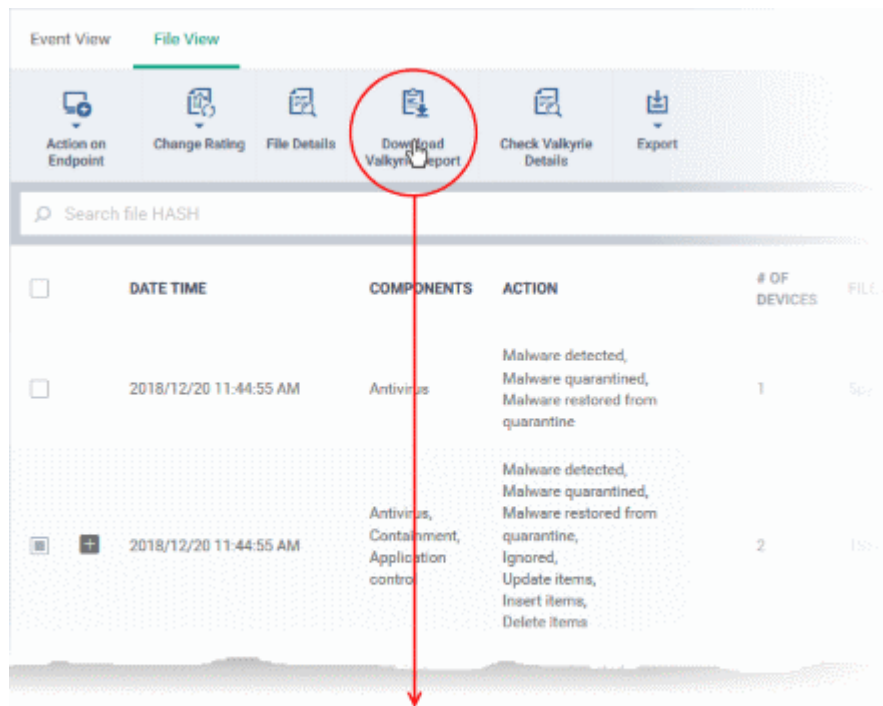 Event View File View
Action on Change Rating File Details Download Check Valkyrie Export
Endpoint Valkyrie Report Details
Search file HASH
# OF
DATE TIME COMPONENTS ACTION DEVICES FILE
Malware detected,
Malware quarantined,
2018/12/20 11:44:55 AM Antivirus Malware restored from 1
quarantine
Malware detected,
Malware quarantined,
Antivirus, Malware restored from
Containment, quarantine,
2018/12/20 11:44:55 AM Application Ignored, 2
control Update items,
Insert items,
Delete items